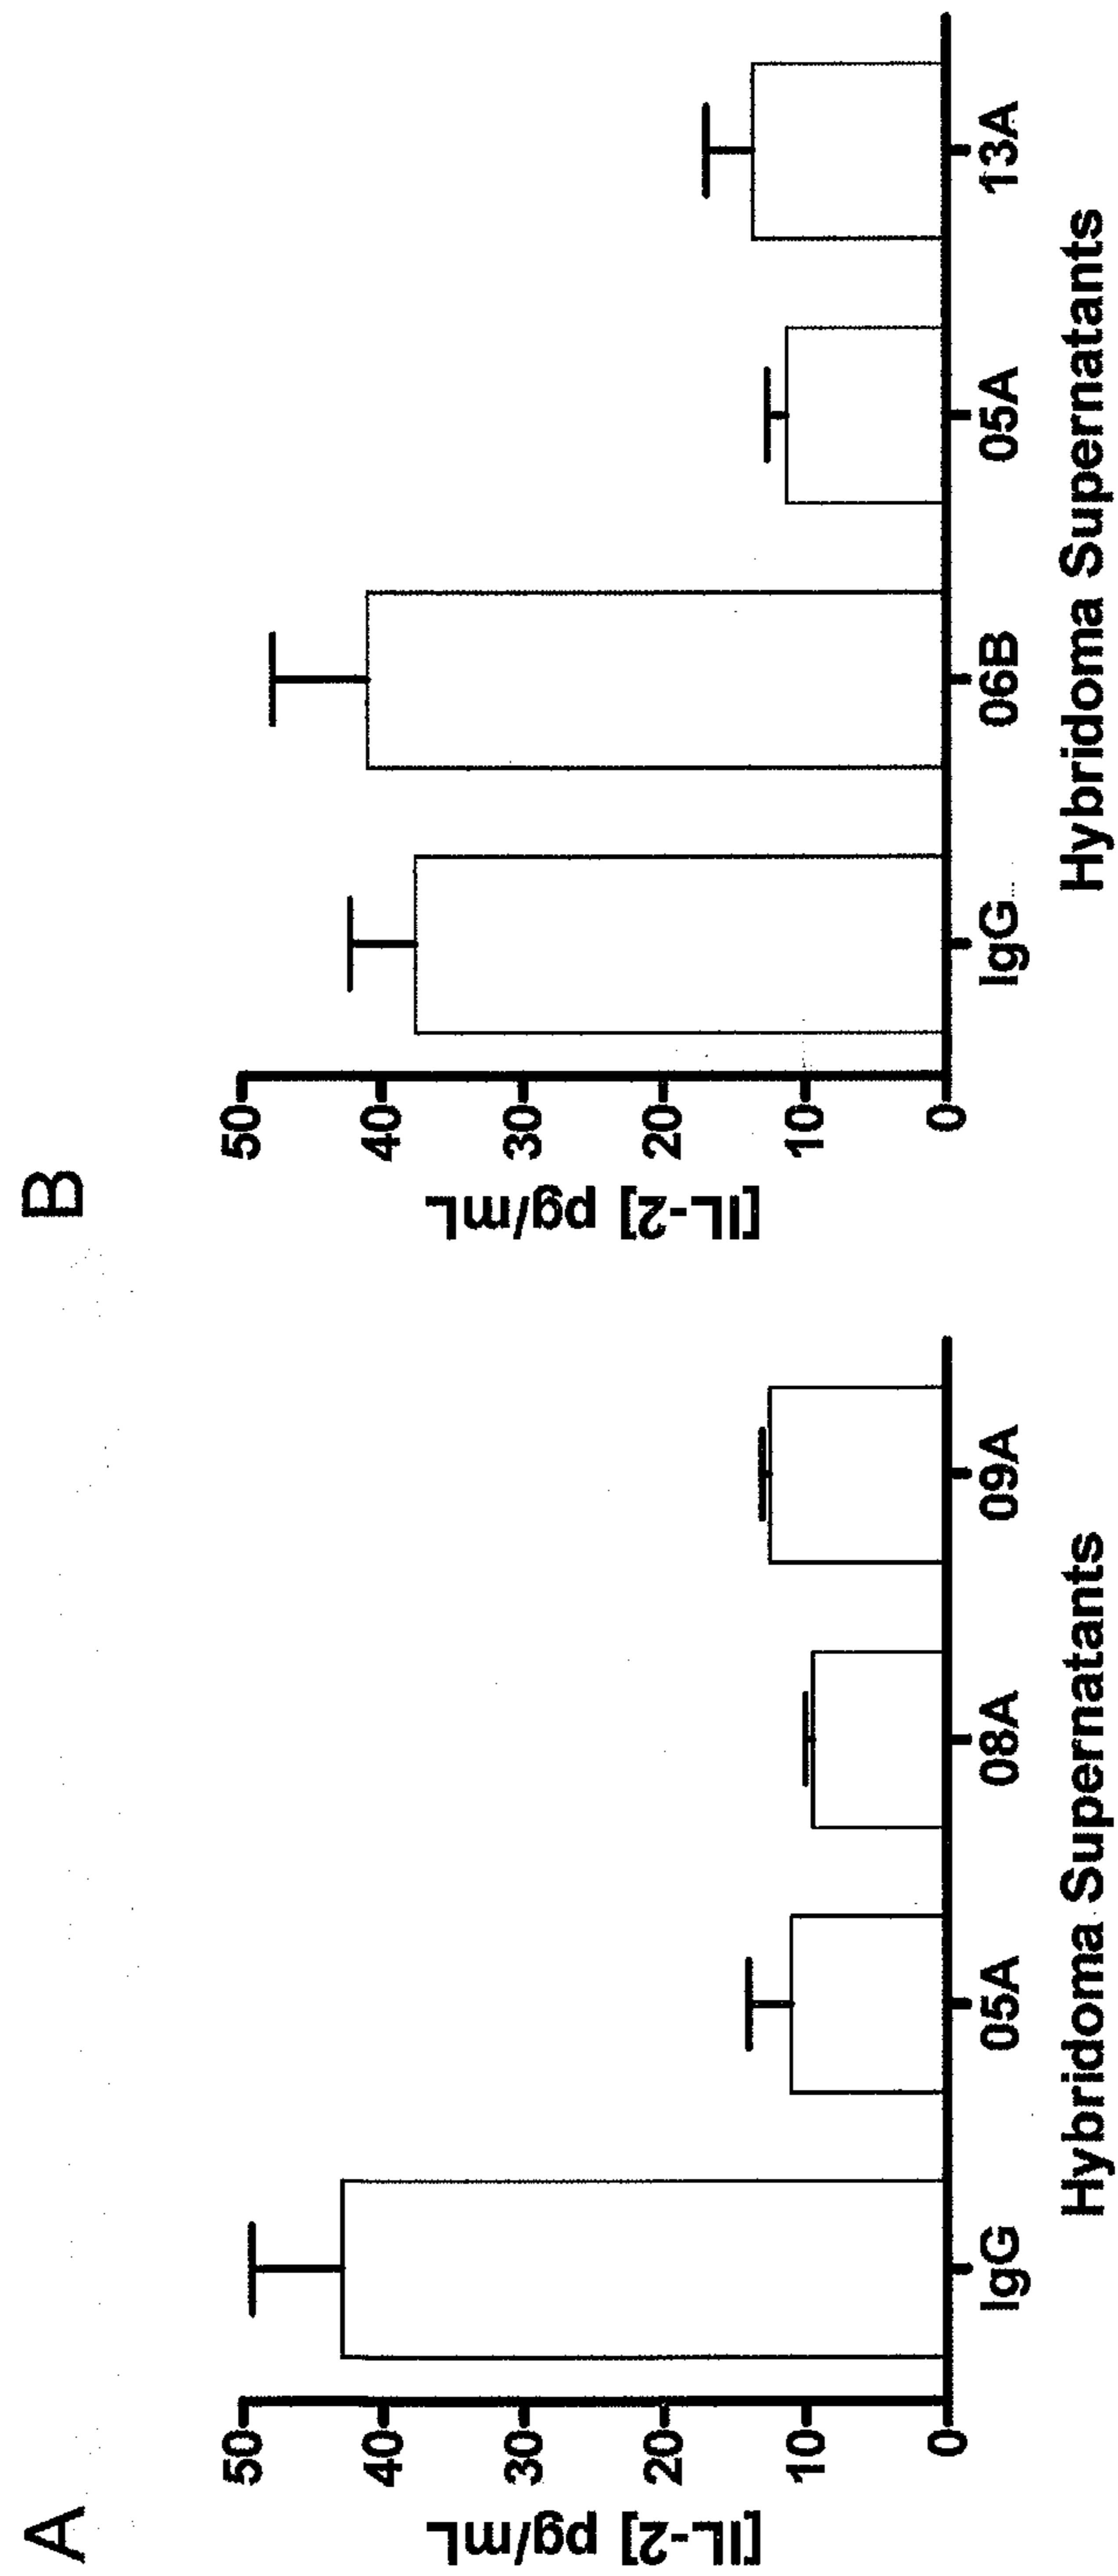 A
[IL-2] pg/mL
50
40
30
20
10
0
IgG
05A
08A
09A
Hybridoma Supernatants
B
[IL-2] pg/mL
50
40
30
20
10
0
IgG
06B
05A
13A
Hybridoma Supernatants